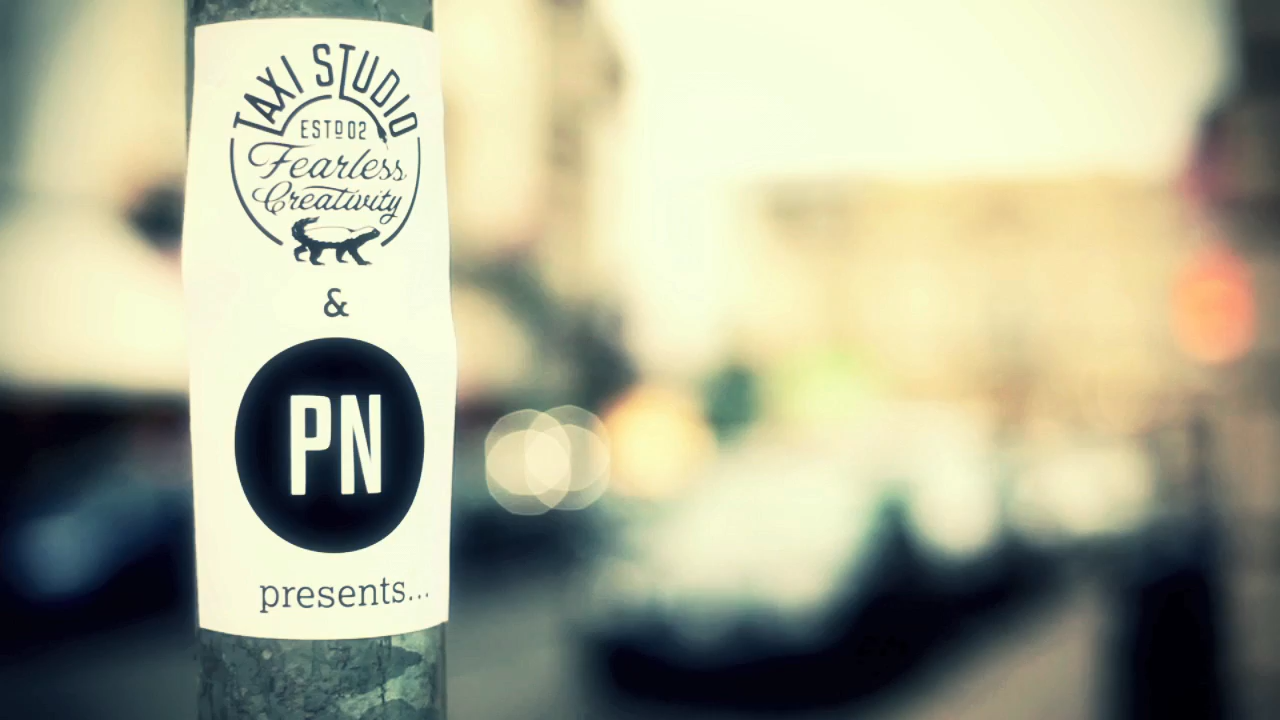 TAXI STUDIO
ESTD 02
Fearless
Creativity
&
PN
presents...